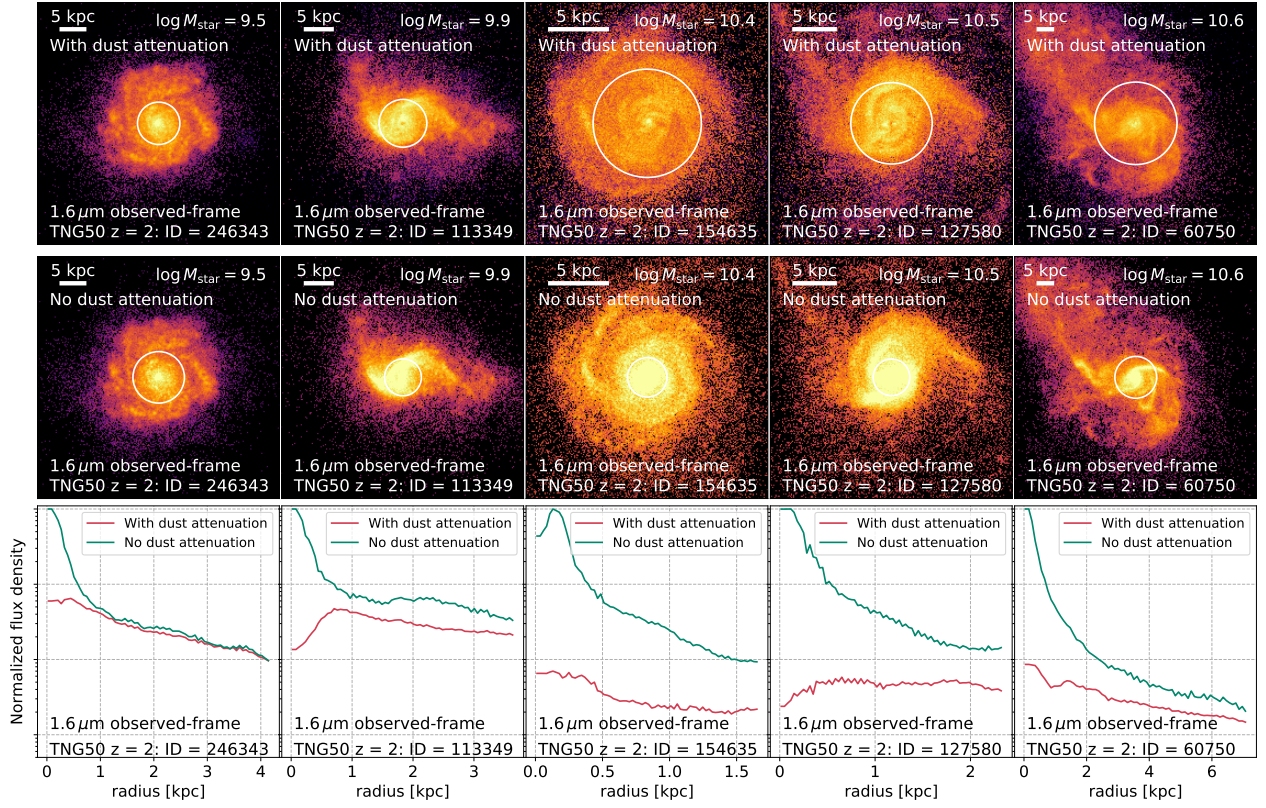 5 kpc log M_star = 9.5
With dust attenuation
1.6 μm observed-frame
TNG50 z = 2: ID = 246343
5 kpc log M_star = 9.9
With dust attenuation
1.6 μm observed-frame
TNG50 z = 2: ID = 113349
5 kpc log M_star = 10.4
With dust attenuation
1.6 μm observed-frame
TNG50 z = 2: ID = 154635
5 kpc log M_star = 10.5
With dust attenuation
1.6 μm observed-frame
TNG50 z = 2: ID = 127580
5 kpc log M_star = 10.6
With dust attenuation
1.6 μm observed-frame
TNG50 z = 2: ID = 60750
5 kpc log M_star = 9.5
No dust attenuation
1.6 μm observed-frame
TNG50 z = 2: ID = 246343
5 kpc log M_star = 9.9
No dust attenuation
1.6 μm observed-frame
TNG50 z = 2: ID = 113349
5 kpc log M_star = 10.4
No dust attenuation
1.6 μm observed-frame
TNG50 z = 2: ID = 154635
5 kpc log M_star = 10.5
No dust attenuation
1.6 μm observed-frame
TNG50 z = 2: ID = 127580
5 kpc log M_star = 10.6
No dust attenuation
1.6 μm observed-frame
TNG50 z = 2: ID = 60750
Normalized flux density
With dust attenuation
No dust attenuation
1.6 μm observed-frame
TNG50 z = 2: ID = 246343
0 1 2 3 4
radius [kpc]
With dust attenuation
No dust attenuation
1.6 μm observed-frame
TNG50 z = 2: ID = 113349
0 1 2 3
radius [kpc]
With dust attenuation
No dust attenuation
1.6 μm observed-frame
TNG50 z = 2: ID = 154635
0.0 0.5 1.0 1.5
radius [kpc]
With dust attenuation
No dust attenuation
1.6 μm observed-frame
TNG50 z = 2: ID = 127580
0 1 2
radius [kpc]
With dust attenuation
No dust attenuation
1.6 μm observed-frame
TNG50 z = 2: ID = 60750
0 2 4 6
radius [kpc]